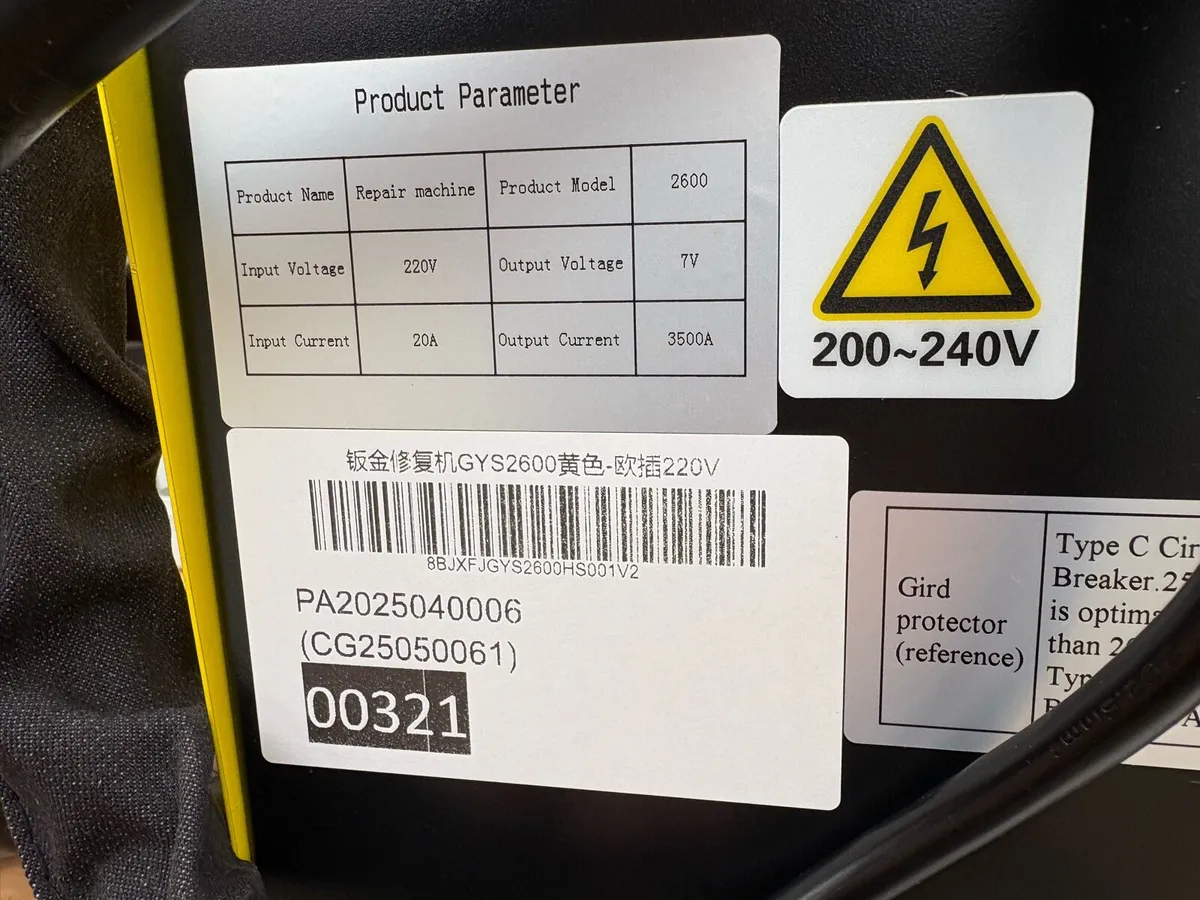 Product Parameter
Product Name Repair machine Product Model 2600
Input Voltage 220V Output Voltage 7V
Input Current 20A Output Current 3500A
200~240V
钣金修复机GYS2600黄色-欧插220V
8BJXFJGYS2600HS001V2
PA2025040006
(CG25050061)
00321
Gird
protector
(reference)
Type C
Breaker.
is
than